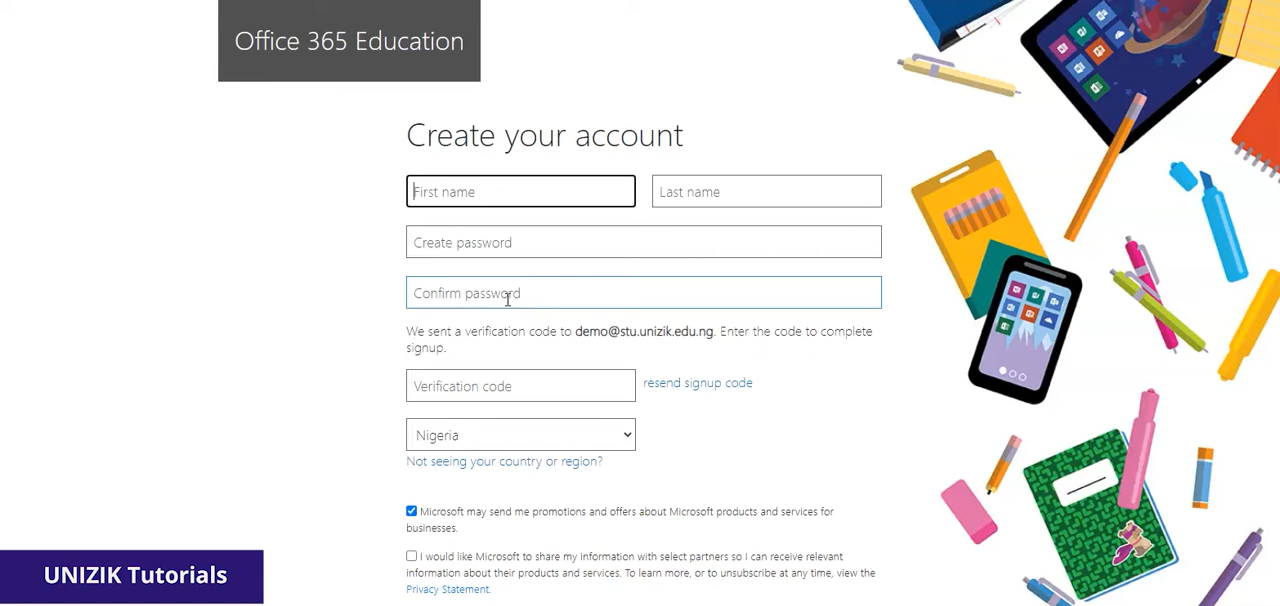 Office 365 Education
Create your account
First name
Last name
Create password
Confirm password
We sent a verification code to demo@stu.unizik.edu.ng. Enter the code to complete
signup.
Verification code
resend signup code
Nigeria
Not seeing your country or region?
Microsoft may send me promotions and offers about Microsoft products and services for
businesses.
I would like Microsoft to share my information with select partners so I can receive relevant
information about their products and services. To learn more, or to unsubscribe at any time, view the
Privacy Statement.
UNIZIK Tutorials